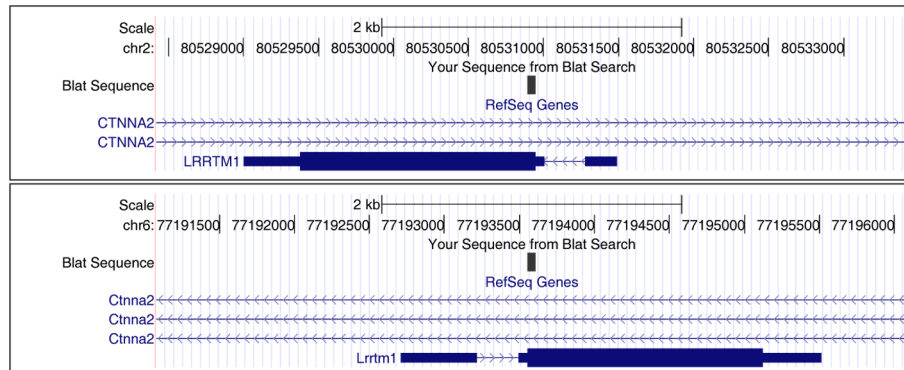 Scale 2 kb
chr2: 80529000 80529500 80530000 80530500 80531000 80531500 80532000 80532500 80533000
Your Sequence from Blat Search
Blat Sequence
RefSeq Genes
CTNNA2
CTNNA2
LRRTM1
Scale 2 kb
chr6: 77191500 77192000 77192500 77193000 77193500 77194000 77194500 77195000 77195500 77196000
Your Sequence from Blat Search
Blat Sequence
RefSeq Genes
Ctnna2
Ctnna2
Ctnna2
Lrrtm1